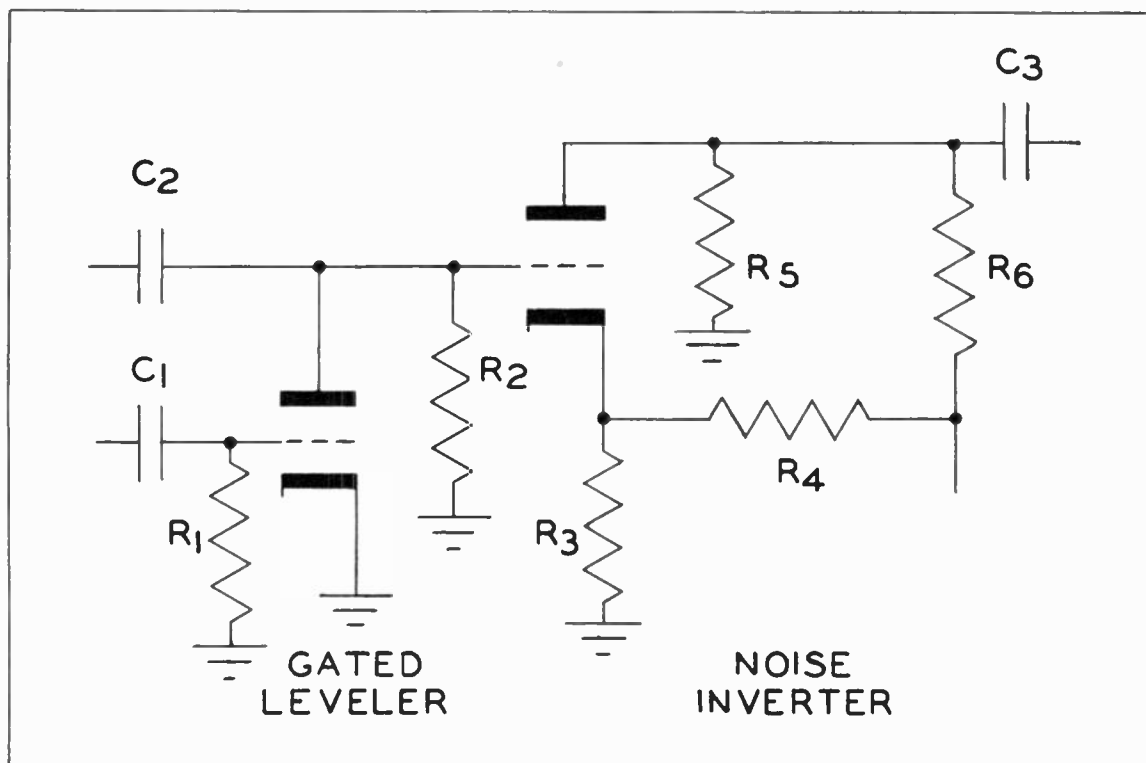 C3
C2
R5
R6
C1
R2
R4
R1
R3
GATED
LEVELER
NOISE
INVERTER